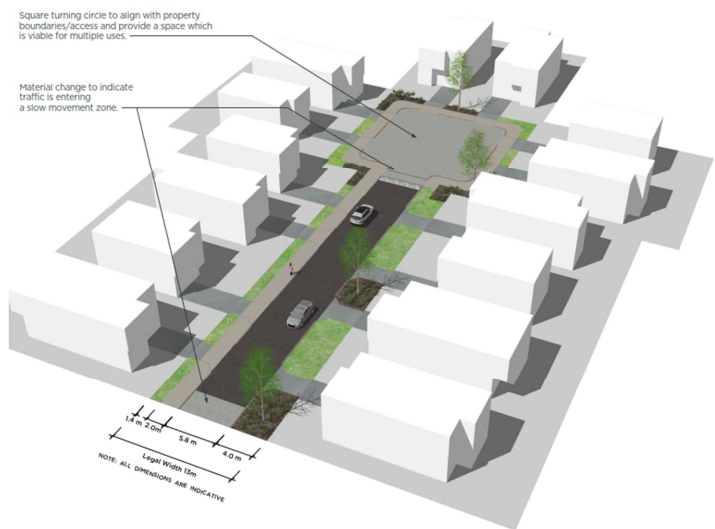 Square turning circle to align with property
boundaries/access and provide a space which
is viable for multiple uses.
Material change to indicate
traffic is entering
a slow movement zone.
1.4 m 2.0m 5.8 m 4.0 m
Legal Width 13m
NOTE: ALL DIMENSIONS ARE INDICATIVE